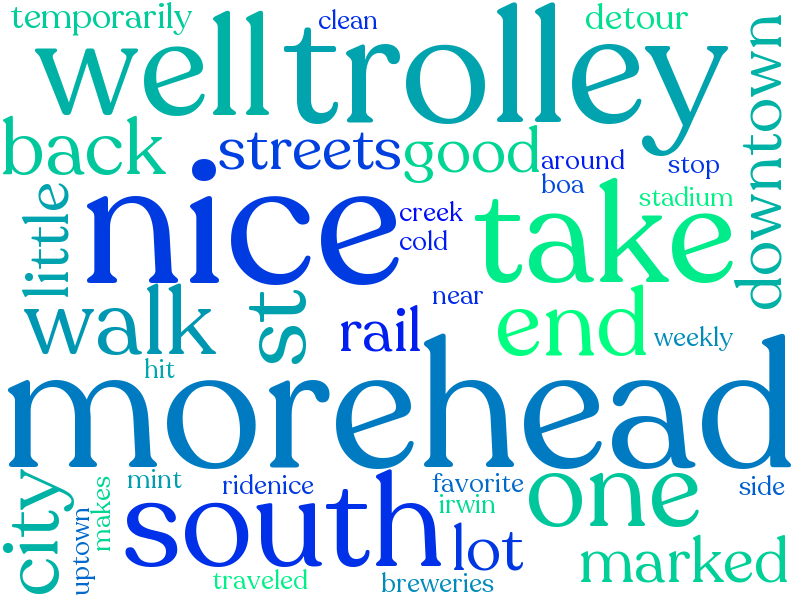 temporarily
clean
detour
well
trolley
downtown
back
streets
good
around
stop
boa
little
nice
creek
cold
take
stadium
walk
st
near
rail
end
weekly
hit
morehead
city
mint
ridenice
favorite
one
side
makes
uptown
south
irwin
lot
marked
traveled
breweries